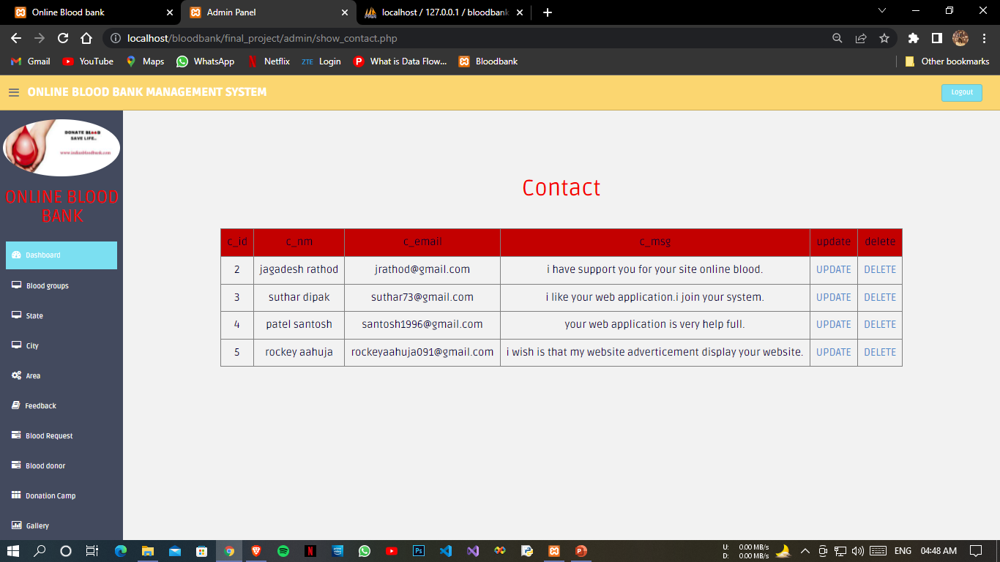 Online Blood bank
Admin Panel
localhost / 127.0.0.1 / bloodbank
localhost/bloodbank/final_project/admin/show_contact.php
Gmail YouTube Maps WhatsApp Netflix ZTE Login What is Data Flow... Bloodbank Other bookmarks
ONLINE BLOOD BANK MANAGEMENT SYSTEM
Logout
DONATE BLOOD
SAVE LIFE..
www.indianbloodbank.com
ONLINE BLOOD
BANK
Dashboard
Blood groups
State
City
Area
Feedback
Blood Request
Blood donor
Donation Camp
Gallery
Contact
c_id c_nm c_email c_msg update delete
2 jagadesh rathod jrathod@gmail.com i have support you for your site online blood. UPDATE DELETE
3 suthar dipak suthar73@gmail.com i like your web application.i join your system. UPDATE DELETE
4 patel santosh santosh1996@gmail.com your web application is very help full. UPDATE DELETE
5 rockey aahuja rockeyaahuja091@gmail.com i wish is that my website adverticement display your website. UPDATE DELETE
U: 0.00 MB/s
D: 0.00 MB/s
ENG 04:48 AM